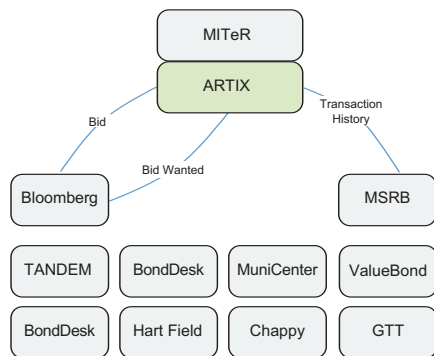 MITeR
ARTIX
Bid
Transaction
History
Bid Wanted
Bloomberg
MSRB
TANDEM
BondDesk
MuniCenter
ValueBond
BondDesk
Hart Field
Chappy
GTT